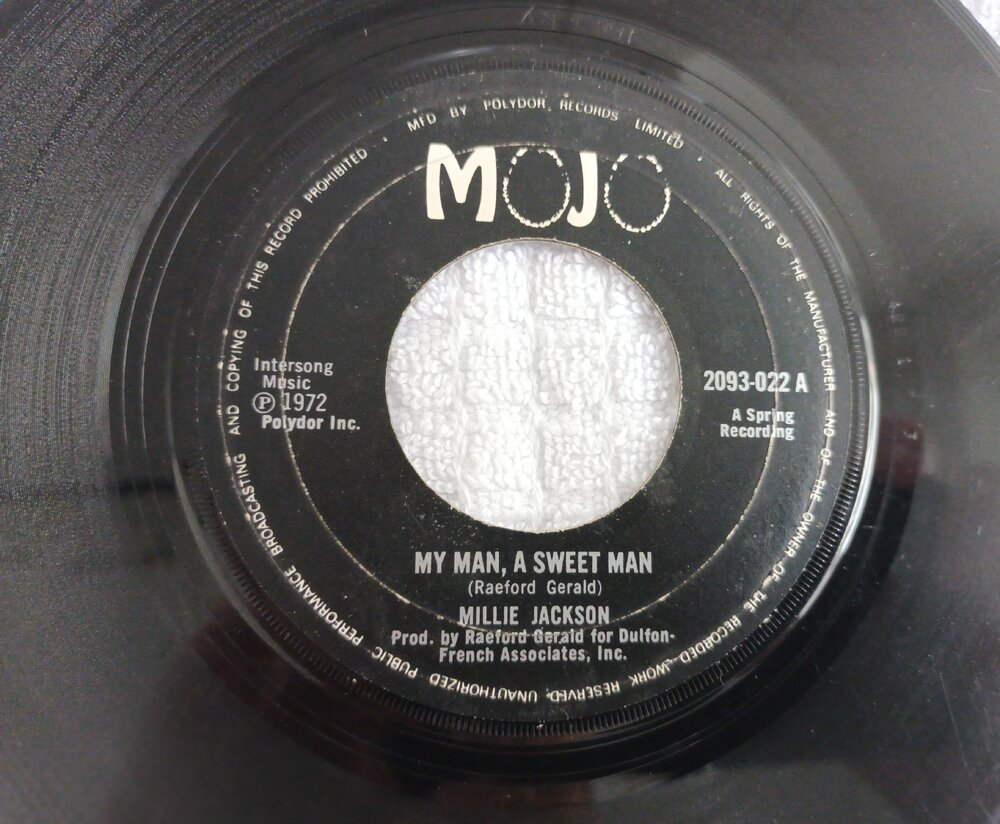 MOJO
MFD BY POLYDOR RECORDS LIMITED · ALL RIGHTS OF THE MANUFACTURER AND OF THE OWNER OF THE RECORDED WORK RESERVED. UNAUTHORIZED PUBLIC PERFORMANCE BROADCASTING AND COPYING OF THIS RECORD PROHIBITED ·
Intersong
Music
℗ 1972
Polydor Inc.
2093-022 A
A Spring
Recording
MY MAN, A SWEET MAN
(Raeford Gerald)
MILLIE JACKSON
Prod. by Raeford Gerald for Dulfon-
French Associates, Inc.